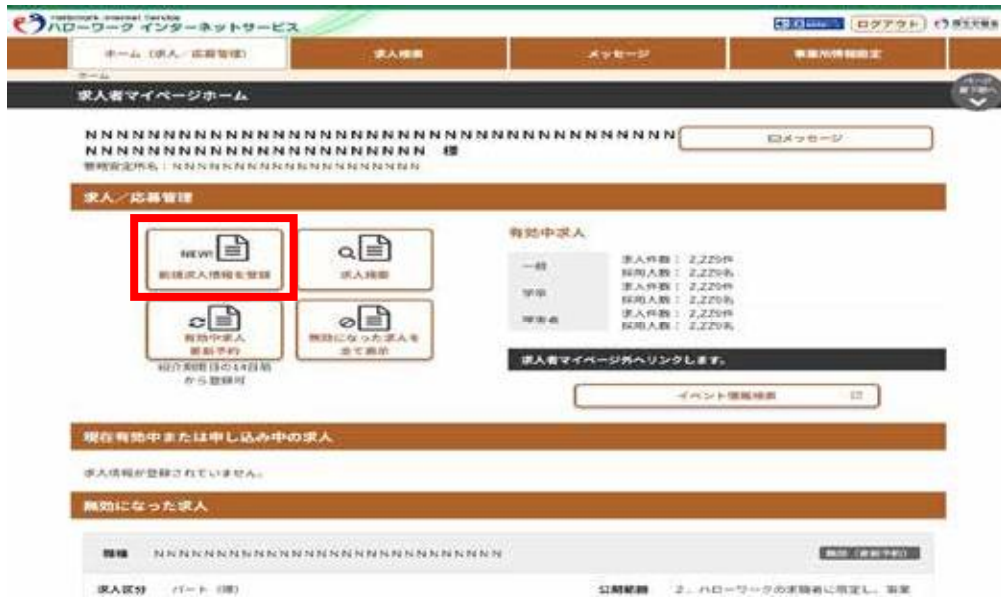 ハローワーク インターネットサービス
ログアウト
ホーム（求人／応募管理） 求人検索 メッセージ 事業所情報設定
ホーム
求人者マイページホーム
NNNNNNNNNNNNNNNNNNNNNNNNNNNNNNNNNNNNNN
メッセージ
NNNNNNNNNNNNNNNNNNNNNN 様
求人／応募管理
NEW!
新規求人情報を登録
求人検索
有効中求人
更新予約
無効になった求人を
全て表示
紹介期限日の14日前
から登録可
有効中求人
一般 求人件数： 2,229件
採用人数： 2,229名
学卒 求人件数： 2,229件
採用人数： 2,229名
障害者 求人件数： 2,229件
採用人数： 2,229名
求人者マイページ外へリンクします。
イベント情報検索
現在有効中または申し込み中の求人
求人情報が登録されていません。
無効になった求人
職種 NNNNNNNNNNNNNNNNNNNNNNNNNNNN
無効（更新予約）
求人区分 パート
公開範囲 2．ハローワークの求職者に限定し、事業